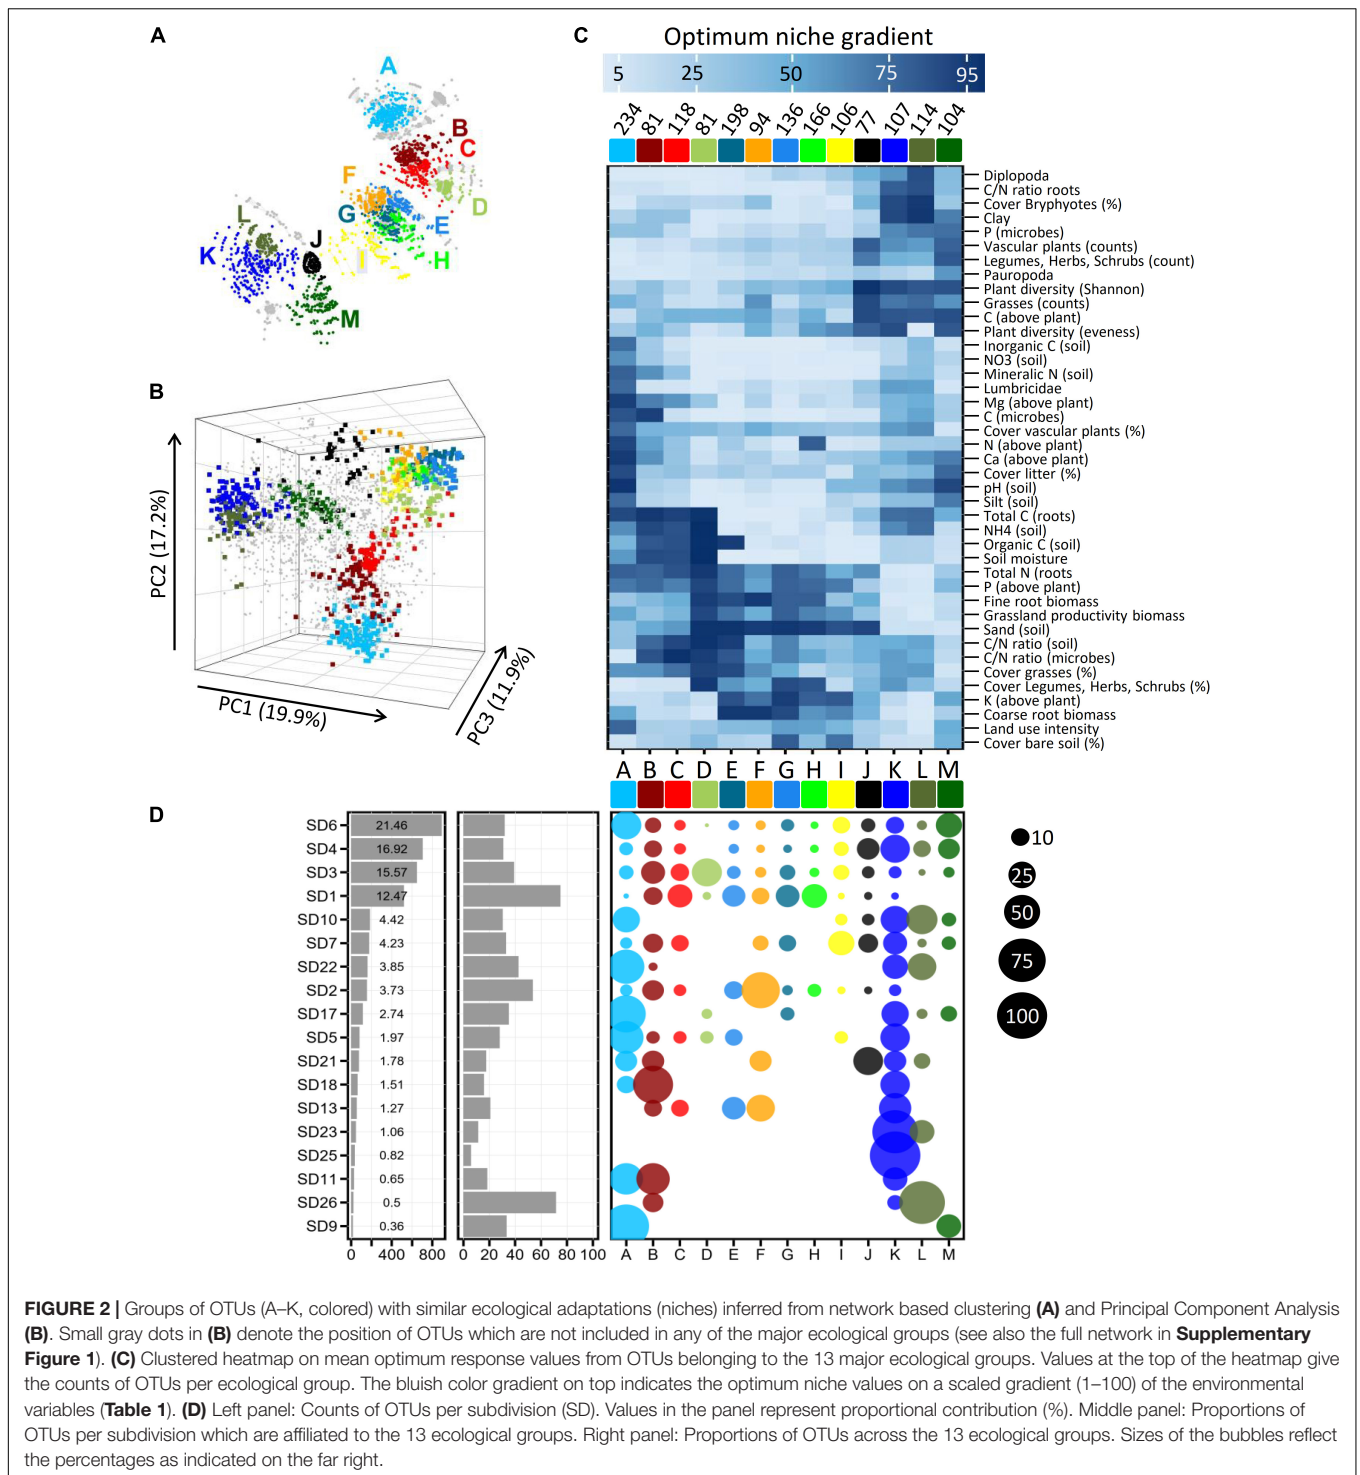 A
A
B
C
D
F
G
E
H
I
J
L
K
M
B
PC2 (17.2%)
PC1 (19.9%)
PC3 (11.9%)
C
Optimum niche gradient
5 25 50 75 95
234 81 118 81 198 94 136 166 106 77 107 114 104
Diplopoda
C/N ratio roots
Cover Bryphyotes (%)
Clay
P (microbes)
Vascular plants (counts)
Legumes, Herbs, Schrubs (count)
Pauropoda
Plant diversity (Shannon)
Grasses (counts)
C (above plant)
Plant diversity (eveness)
Inorganic C (soil)
NO3 (soil)
Mineralic N (soil)
Lumbricidae
Mg (above plant)
C (microbes)
Cover vascular plants (%)
N (above plant)
Ca (above plant)
Cover litter (%)
pH (soil)
Silt (soil)
Total C (roots)
NH4 (soil)
Organic C (soil)
Soil moisture
Total N (roots
P (above plant)
Fine root biomass
Grassland productivity biomass
Sand (soil)
C/N ratio (soil)
C/N ratio (microbes)
Cover grasses (%)
Cover Legumes, Herbs, Schrubs (%)
K (above plant)
Coarse root biomass
Land use intensity
Cover bare soil (%)
A B C D E F G H I J K L M
D
SD6 21.46
SD4 16.92
SD3 15.57
SD1 12.47
SD10 4.42
SD7 4.23
SD22 3.85
SD2 3.73
SD17 2.74
SD5 1.97
SD21 1.78
SD18 1.51
SD13 1.27
SD23 1.06
SD25 0.82
SD11 0.65
SD26 0.5
SD9 0.36
0 400 800
0 20 40 60 80 100
A B C D E F G H I J K L M
10
25
50
75
100
FIGURE 2 | Groups of OTUs (A–K, colored) with similar ecological adaptations (niches) inferred from network based clustering (A) and Principal Component Analysis
(B). Small gray dots in (B) denote the position of OTUs which are not included in any of the major ecological groups (see also the full network in Supplementary
Figure 1). (C) Clustered heatmap on mean optimum response values from OTUs belonging to the 13 major ecological groups. Values at the top of the heatmap give
the counts of OTUs per ecological group. The bluish color gradient on top indicates the optimum niche values on a scaled gradient (1–100) of the environmental
variables (Table 1). (D) Left panel: Counts of OTUs per subdivision (SD). Values in the panel represent proportional contribution (%). Middle panel: Proportions of
OTUs per subdivision which are affiliated to the 13 ecological groups. Right panel: Proportions of OTUs across the 13 ecological groups. Sizes of the bubbles reflect
the percentages as indicated on the far right.